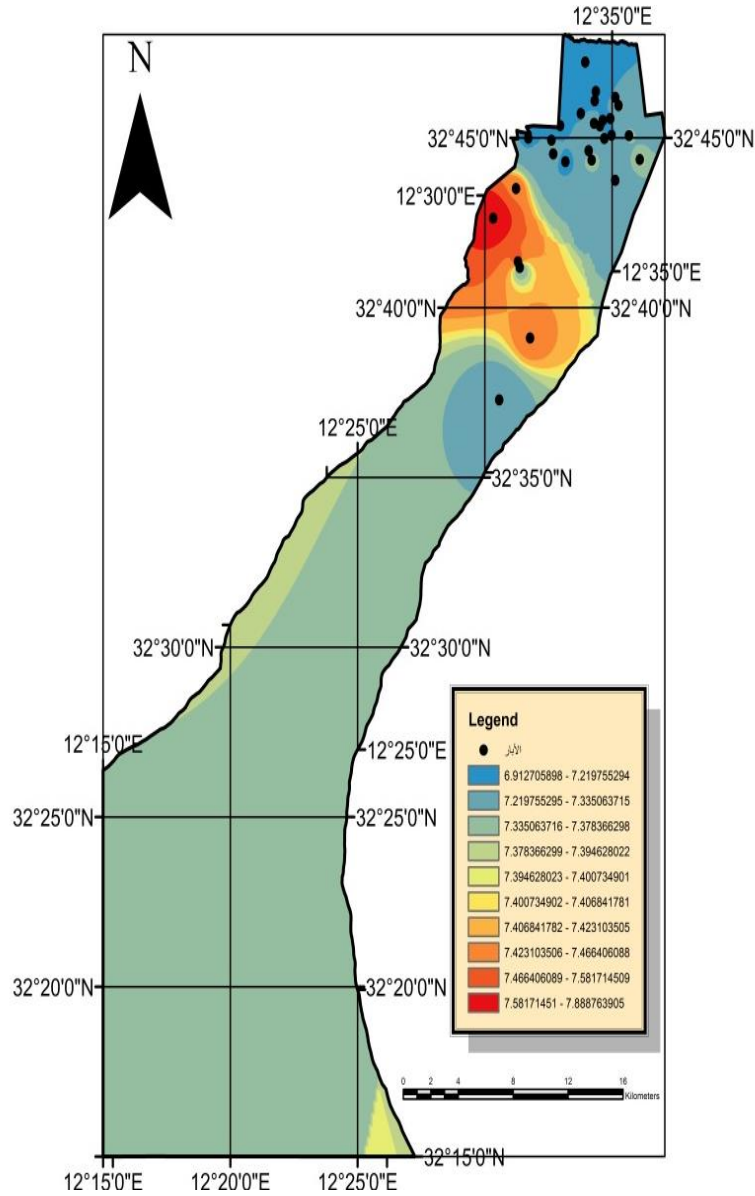 12°35'0"E
N
32°45'0"N
32°45'0"N
12°30'0"E
12°35'0"E
32°40'0"N
32°40'0"N
12°25'0"E
32°35'0"N
32°30'0"N
32°30'0"N
12°15'0"E
12°25'0"E
32°25'0"N
32°25'0"N
32°20'0"N
32°20'0"N
32°15'0"N
12°15'0"E 12°20'0"E 12°25'0"E
Legend
الأبار
6.912705898 - 7.219755294
7.219755295 - 7.335063715
7.335063716 - 7.378366298
7.378366299 - 7.394628022
7.394628023 - 7.400734901
7.400734902 - 7.406841781
7.406841782 - 7.423103505
7.423103506 - 7.466406088
7.466406089 - 7.581714509
7.58171451 - 7.888763905
0 2 4 8 12 16
Kilometers